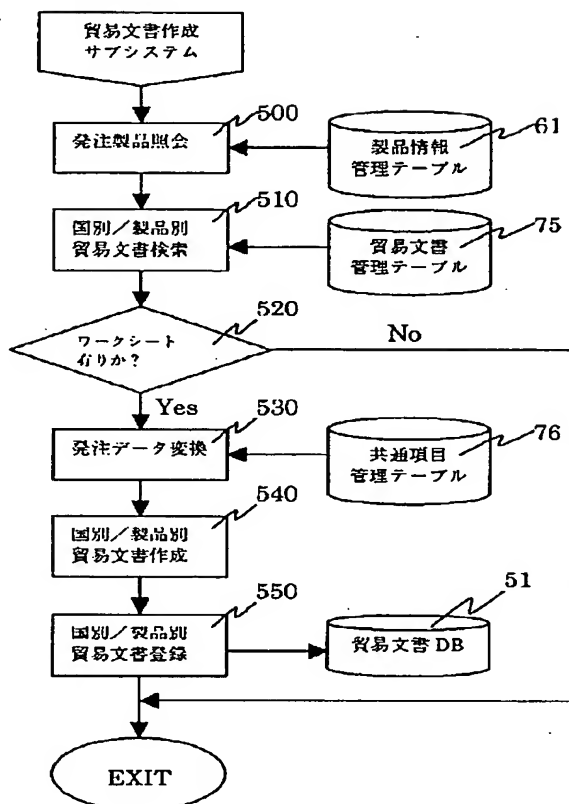 貿易文書作成
サブシステム
500
発注製品照会
61
製品情報
管理テーブル
510
国別／製品別
貿易文書検索
75
貿易文書
管理テーブル
520
ワークシート
有りか?
No
Yes
530
発注データ変換
76
共通項目
管理テーブル
540
国別／製品別
貿易文書作成
550
国別／製品別
貿易文書登録
51
貿易文書 DB
EXIT